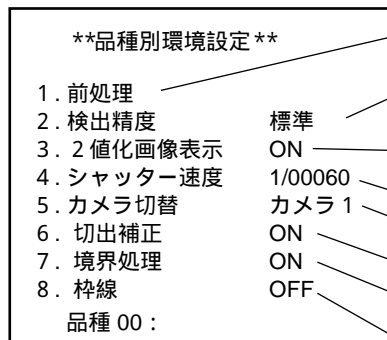 **品種別環境設定**
1. 前処理
2. 検出精度 標準
3. 2値化画像表示 ON
4. シャッター速度 1/00060
5. カメラ切替 カメラ1
6. 切出補正 ON
7. 境界処理 ON
8. 枠線 OFF
品種 00: